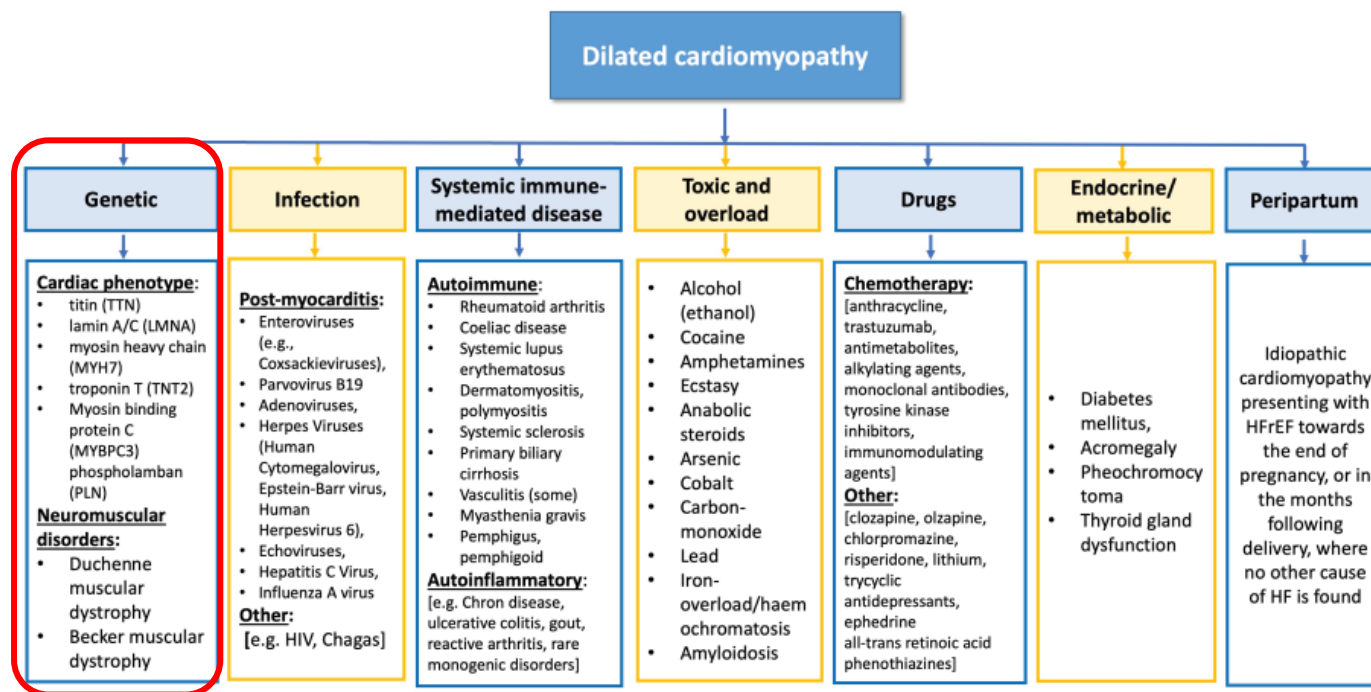 Dilated cardiomyopathy
Genetic
Cardiac phenotype:
• titin (TTN)
• lamin A/C (LMNA)
• myosin heavy chain
(MYH7)
• troponin T (TNT2)
• Myosin binding
protein C
(MYBPC3)
phospholamban
(PLN)
Neuromuscular
disorders:
• Duchenne
muscular
dystrophy
• Becker muscular
dystrophy
Infection
Post-myocarditis:
• Enteroviruses
(e.g.,
Coxsackieviruses),
• Parvovirus B19
• Adenoviruses,
• Herpes Viruses
(Human
Cytomegalovirus,
Epstein-Barr virus,
Human
Herpesvirus 6),
• Echoviruses,
• Hepatitis C Virus,
• Influenza A virus
Other:
[e.g. HIV, Chagas]
Systemic immune-
mediated disease
Autoimmune:
• Rheumatoid arthritis
• Coeliac disease
• Systemic lupus
erythematosus
• Dermatomyositis,
polymyositis
• Systemic sclerosis
• Primary biliary
cirrhosis
• Vasculitis (some)
• Myasthenia gravis
• Pemphigus,
pemphigoid
Autoinflammatory:
[e.g. Chron disease,
ulcerative colitis, gout,
reactive arthritis, rare
monogenic disorders]
Toxic and
overload
• Alcohol
(ethanol)
• Cocaine
• Amphetamines
• Ecstasy
• Anabolic
steroids
• Arsenic
• Cobalt
• Carbon-
monoxide
• Lead
• Iron-
overload/haem
ochromatosis
• Amyloidosis
Drugs
Chemotherapy:
[anthracycline,
trastuzumab,
antimetabolites,
alkylating agents,
monoclonal antibodies,
tyrosine kinase
inhibitors,
immunomodulating
agents]
Other:
[clozapine, olzapine,
chlorpromazine,
risperidone, lithium,
trycyclic
antidepressants,
ephedrine
all-trans retinoic acid
phenothiazines]
Endocrine/
metabolic
• Diabetes
mellitus,
• Acromegaly
• Pheochromocy
toma
• Thyroid gland
dysfunction
Peripartum
Idiopathic
cardiomyopathy
presenting with
HFrEF towards
the end of
pregnancy, or in
the months
following
delivery, where
no other cause
of HF is found